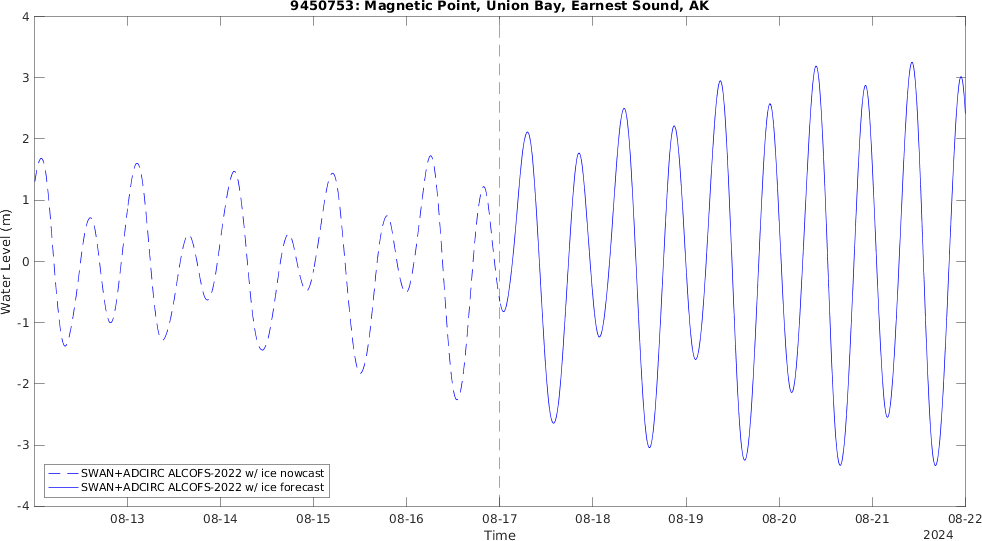 9450753: Magnetic Point, Union Bay, Earnest Sound, AK
4
3
2
1
0
-1
-2
-3
-4
Water Level (m)
SWAN+ADCIRC ALCOFS-2022 w/ ice nowcast
SWAN+ADCIRC ALCOFS-2022 w/ ice forecast
08-13 08-14 08-15 08-16 08-17 08-18 08-19 08-20 08-21 08-22
Time
2024